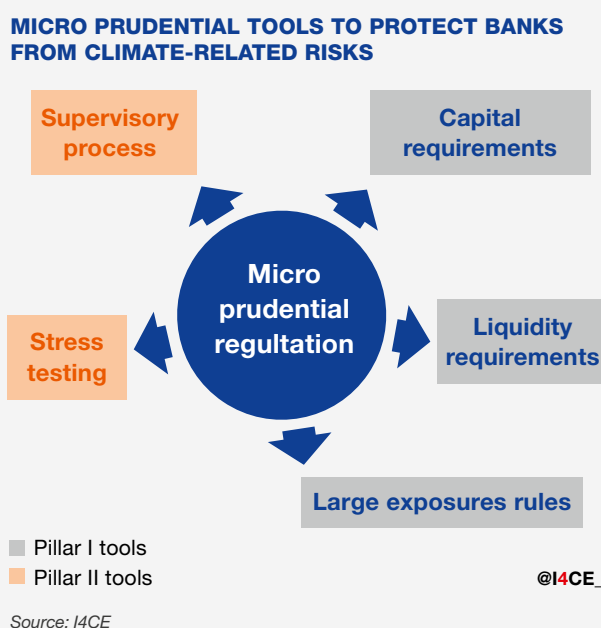 MICRO PRUDENTIAL TOOLS TO PROTECT BANKS
FROM CLIMATE-RELATED RISKS
Supervisory
process
Capital
requirements
Micro
prudential
regultation
Stress
testing
Liquidity
requirements
Large exposures rules
Pillar I tools
Pillar II tools
@I4CE_
Source: I4CE